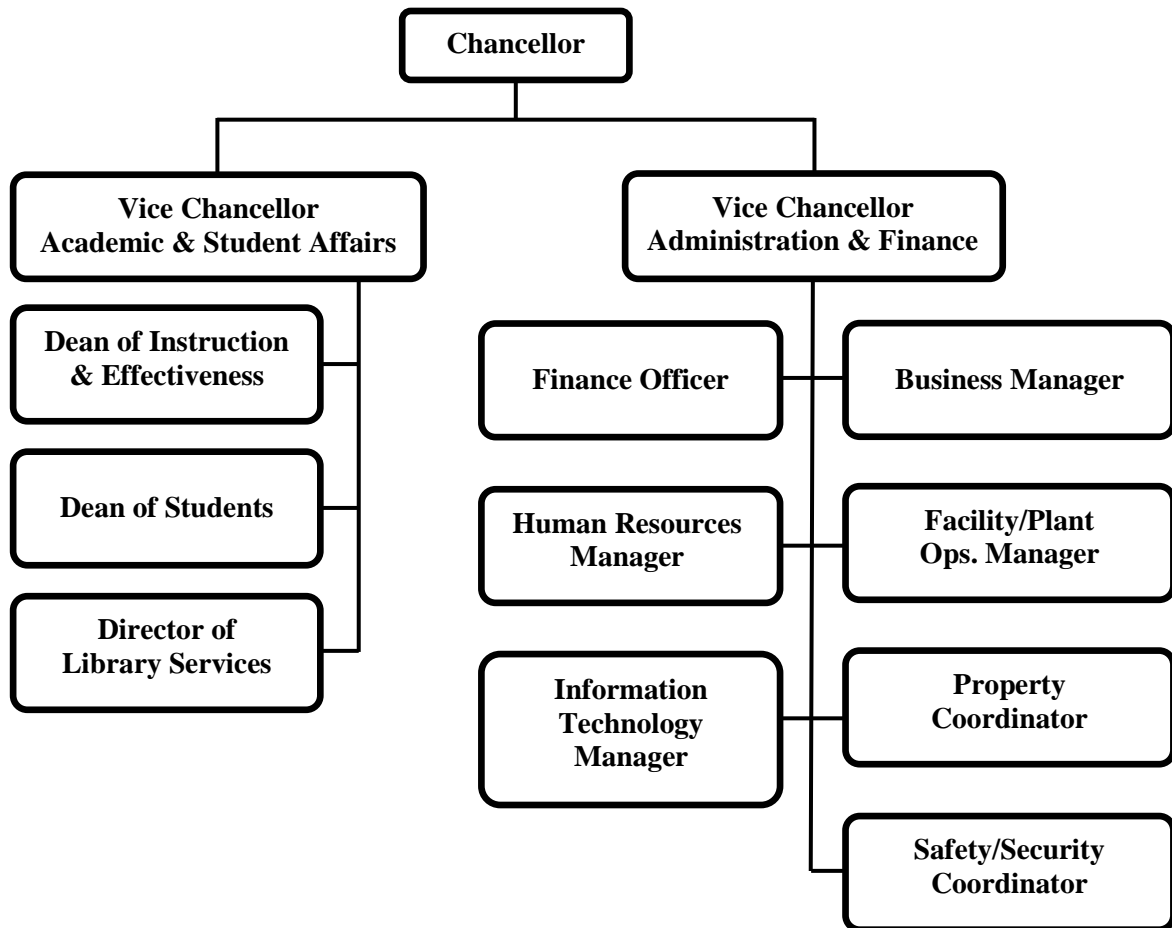 Chancellor
Vice Chancellor
Academic & Student Affairs
Vice Chancellor
Administration & Finance
Dean of Instruction
& Effectiveness
Dean of Students
Director of
Library Services
Finance Officer
Business Manager
Human Resources
Manager
Facility/Plant
Ops. Manager
Information
Technology
Manager
Property
Coordinator
Safety/Security
Coordinator